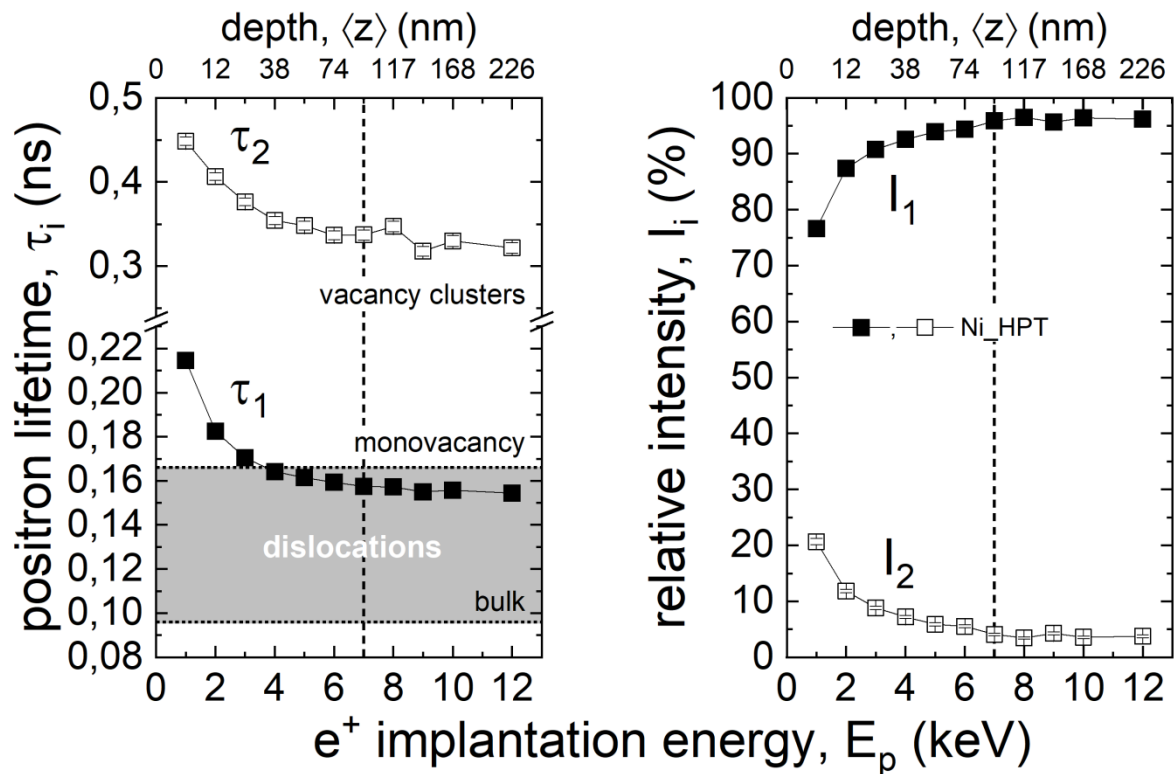 depth, ⟨z⟩ (nm)
0 12 38 74 117 168 226
positron lifetime, τi (ns)
0,5
0,4
0,3
0,22
0,20
0,18
0,16
0,14
0,12
0,10
0,08
τ2
vacancy clusters
τ1
monovacancy
dislocations
bulk
0 2 4 6 8 10 12
depth, ⟨z⟩ (nm)
0 12 38 74 117 168 226
relative intensity, Ii (%)
100
90
80
70
60
50
40
30
20
10
0
I1
, Ni_HPT
I2
0 2 4 6 8 10 12
e+ implantation energy, Ep (keV)